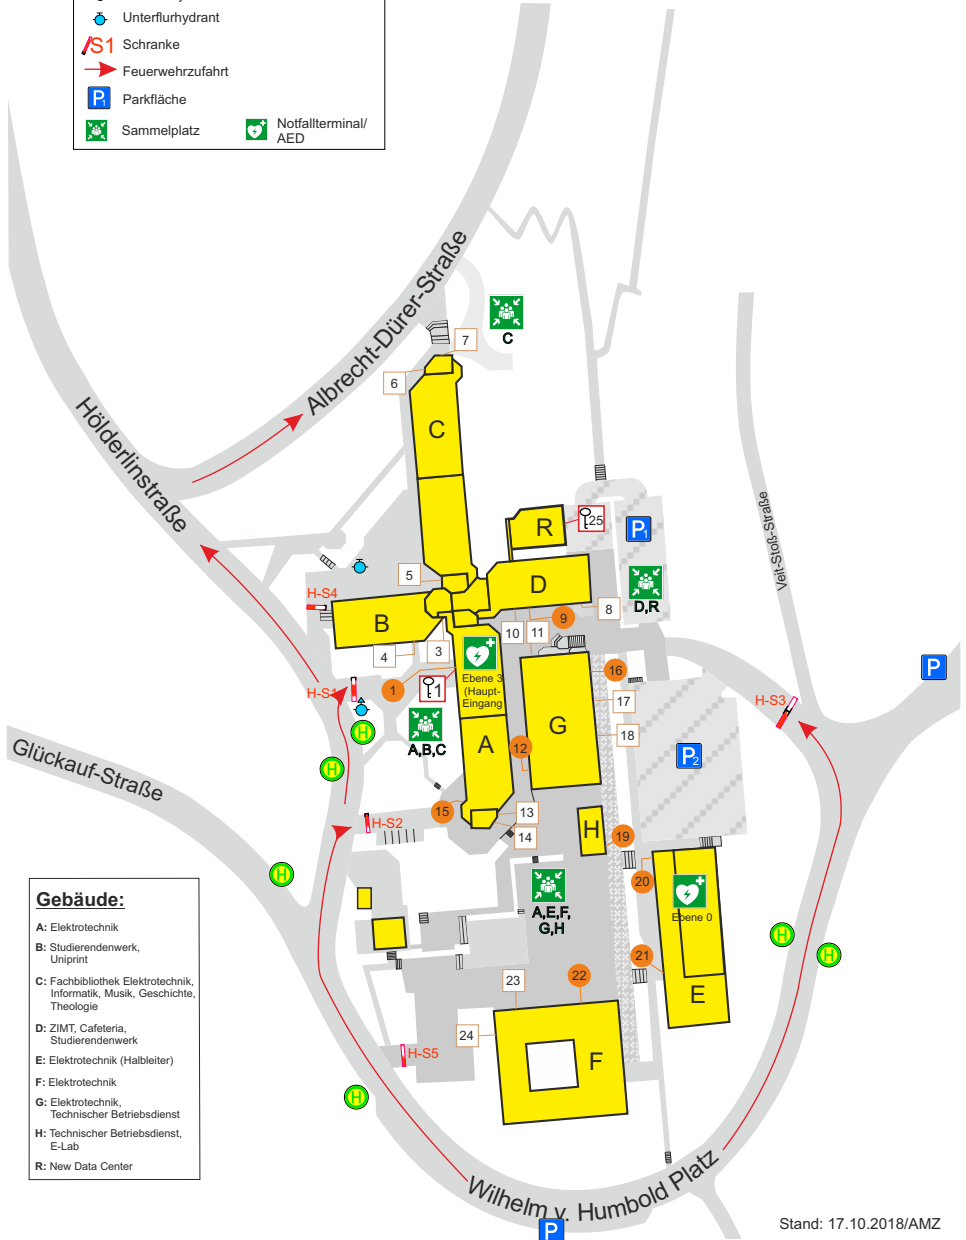 Unterflurhydrant
S1 Schranke
Feuerwehrzufahrt
P1 Parkfläche
Sammelplatz
Notfallterminal/
AED
Albrecht-Dürer-Straße
Hölderlinstraße
Glückauf-Straße
Veit-Stoß-Straße
Wilhelm v. Humbold Platz
C
7
6
C
R
25
P1
5
D
D,R
H-S4
B
8
9
10
11
4
3
Ebene 3
(Haupt-
Eingang
1
1
H-S1
A,B,C
16
17
18
G
A
12
P
H-S3
P2
H
H
15
H-S2
13
14
H
19
H
20
Ebene 0
A,E,F,
G,H
H
H
21
E
23
22
24
H-S5
F
H
P
Gebäude:
A: Elektrotechnik
B: Studierendenwerk,
Uniprint
C: Fachbibliothek Elektrotechnik,
Informatik, Musik, Geschichte,
Theologie
D: ZIMT, Cafeteria,
Studierendenwerk
E: Elektrotechnik (Halbleiter)
F: Elektrotechnik
G: Elektrotechnik,
Technischer Betriebsdienst
H: Technischer Betriebsdienst,
E-Lab
R: New Data Center
Stand: 17.10.2018/AMZ